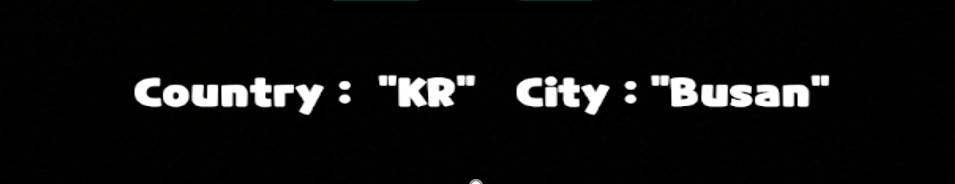 Country : "KR" City : "Busan"